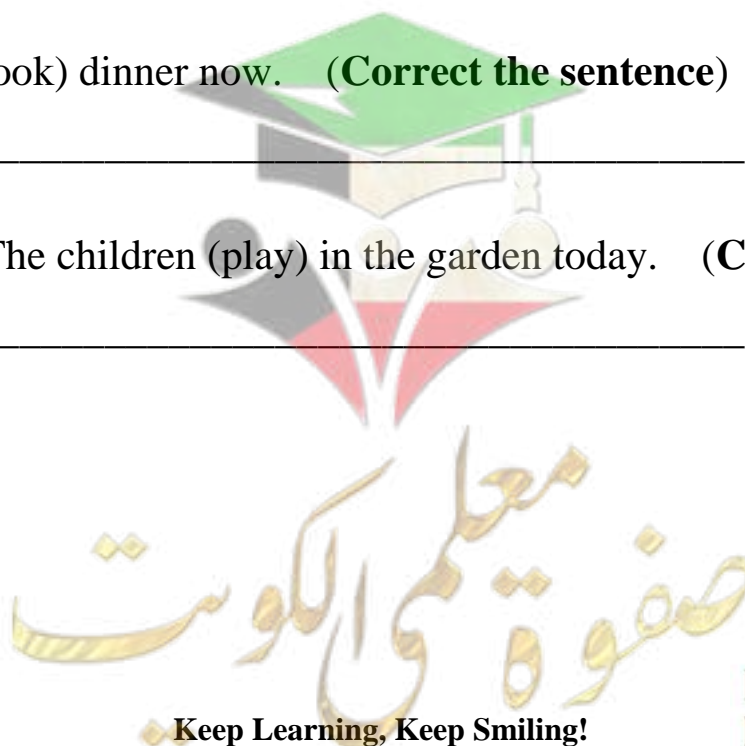 ook) dinner now. (Correct the sentence)
The children (play) in the garden today. (C
صفوة معلمي الكويت
Keep Learning, Keep Smiling!